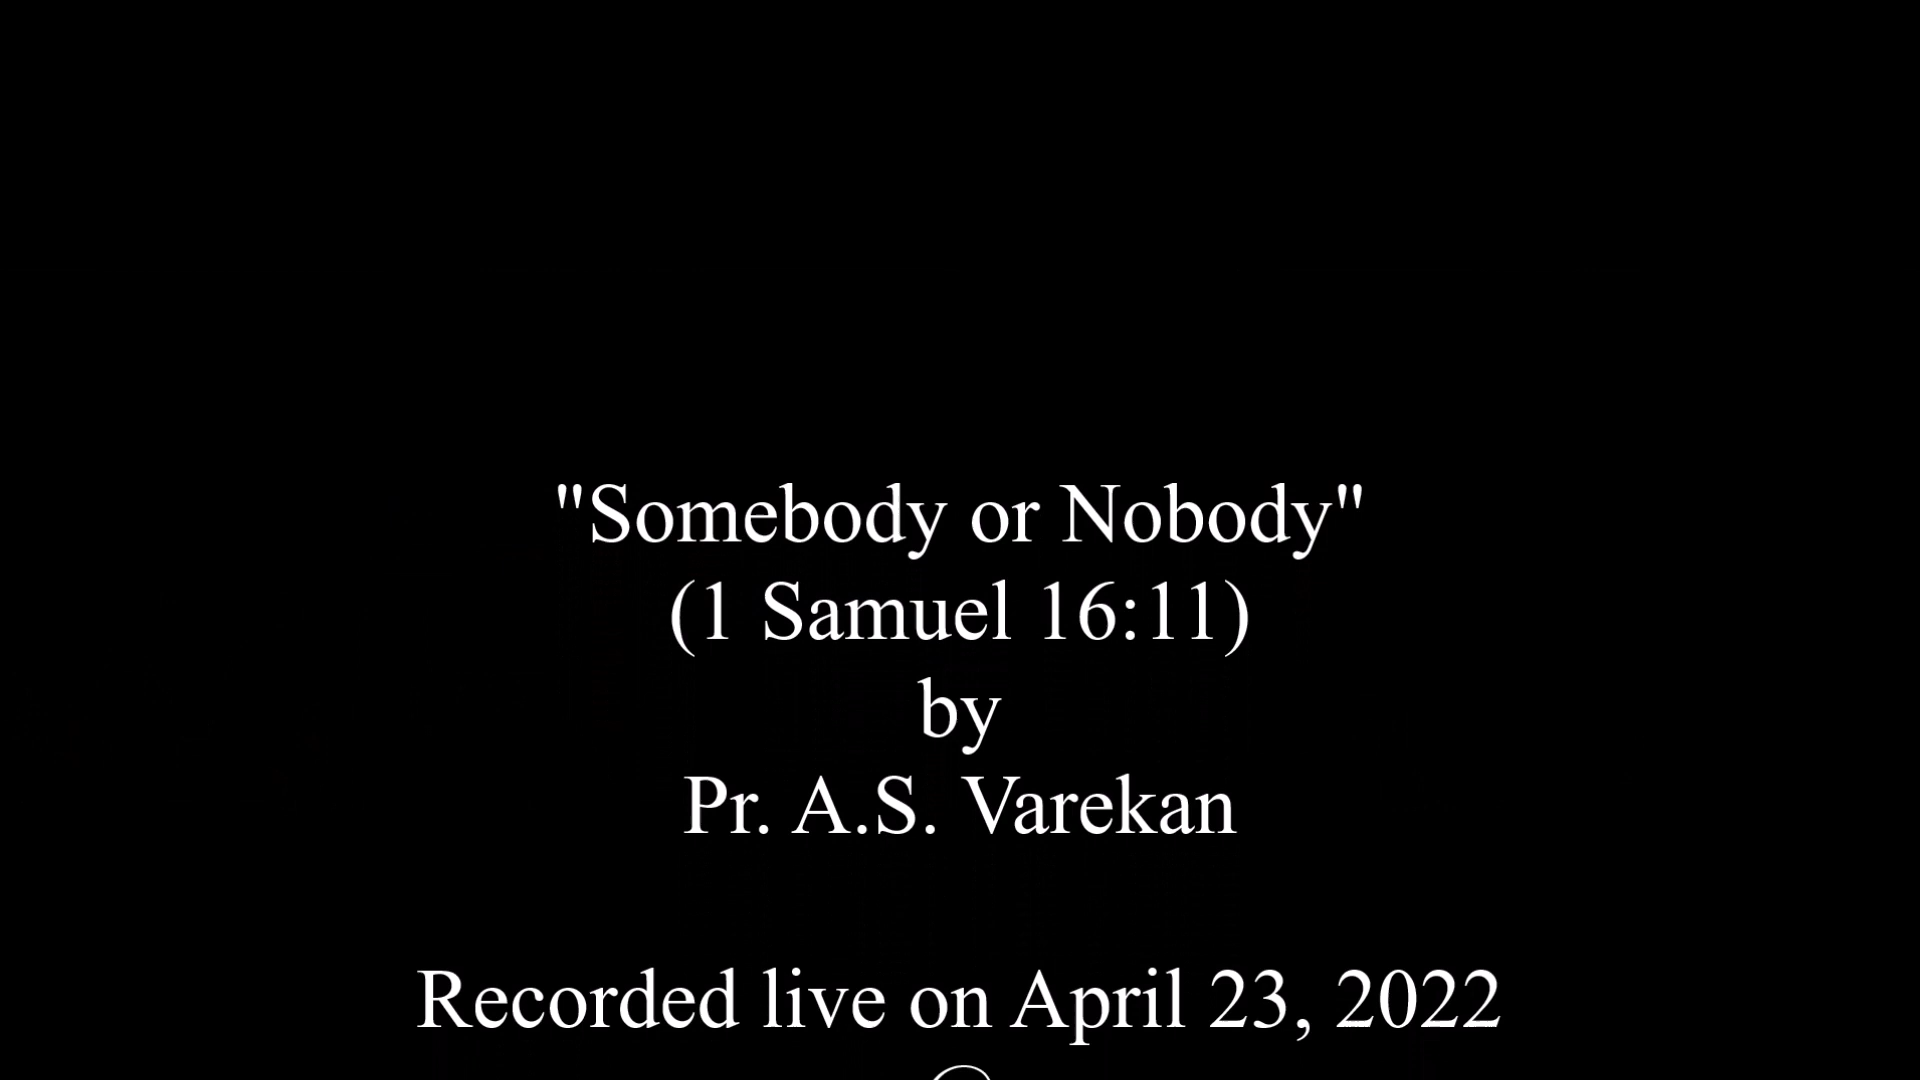 "Somebody or Nobody"
(1 Samuel 16:11)
by
Pr. A.S. Varekan
Recorded live on April 23, 2022